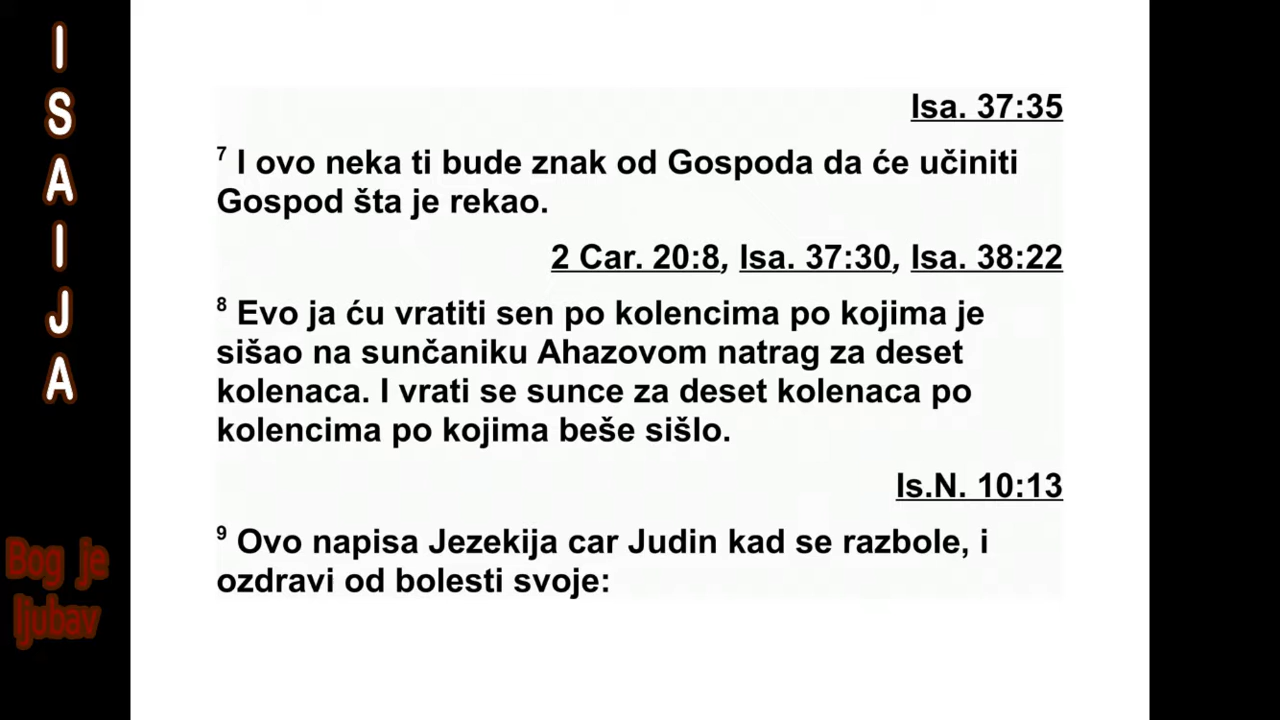 ISAIJA
Bog je
ljubav
Isa. 37:35
7 I ovo neka ti bude znak od Gospoda da će učiniti
Gospod šta je rekao.
2 Car. 20:8, Isa. 37:30, Isa. 38:22
8 Evo ja ću vratiti sen po kolencima po kojima je
sišao na sunčaniku Ahazovom natrag za deset
kolenaca. I vrati se sunce za deset kolenaca po
kolencima po kojima beše sišlo.
Is.N. 10:13
9 Ovo napisa Jezekija car Judin kad se razbole, i
ozdravi od bolesti svoje: